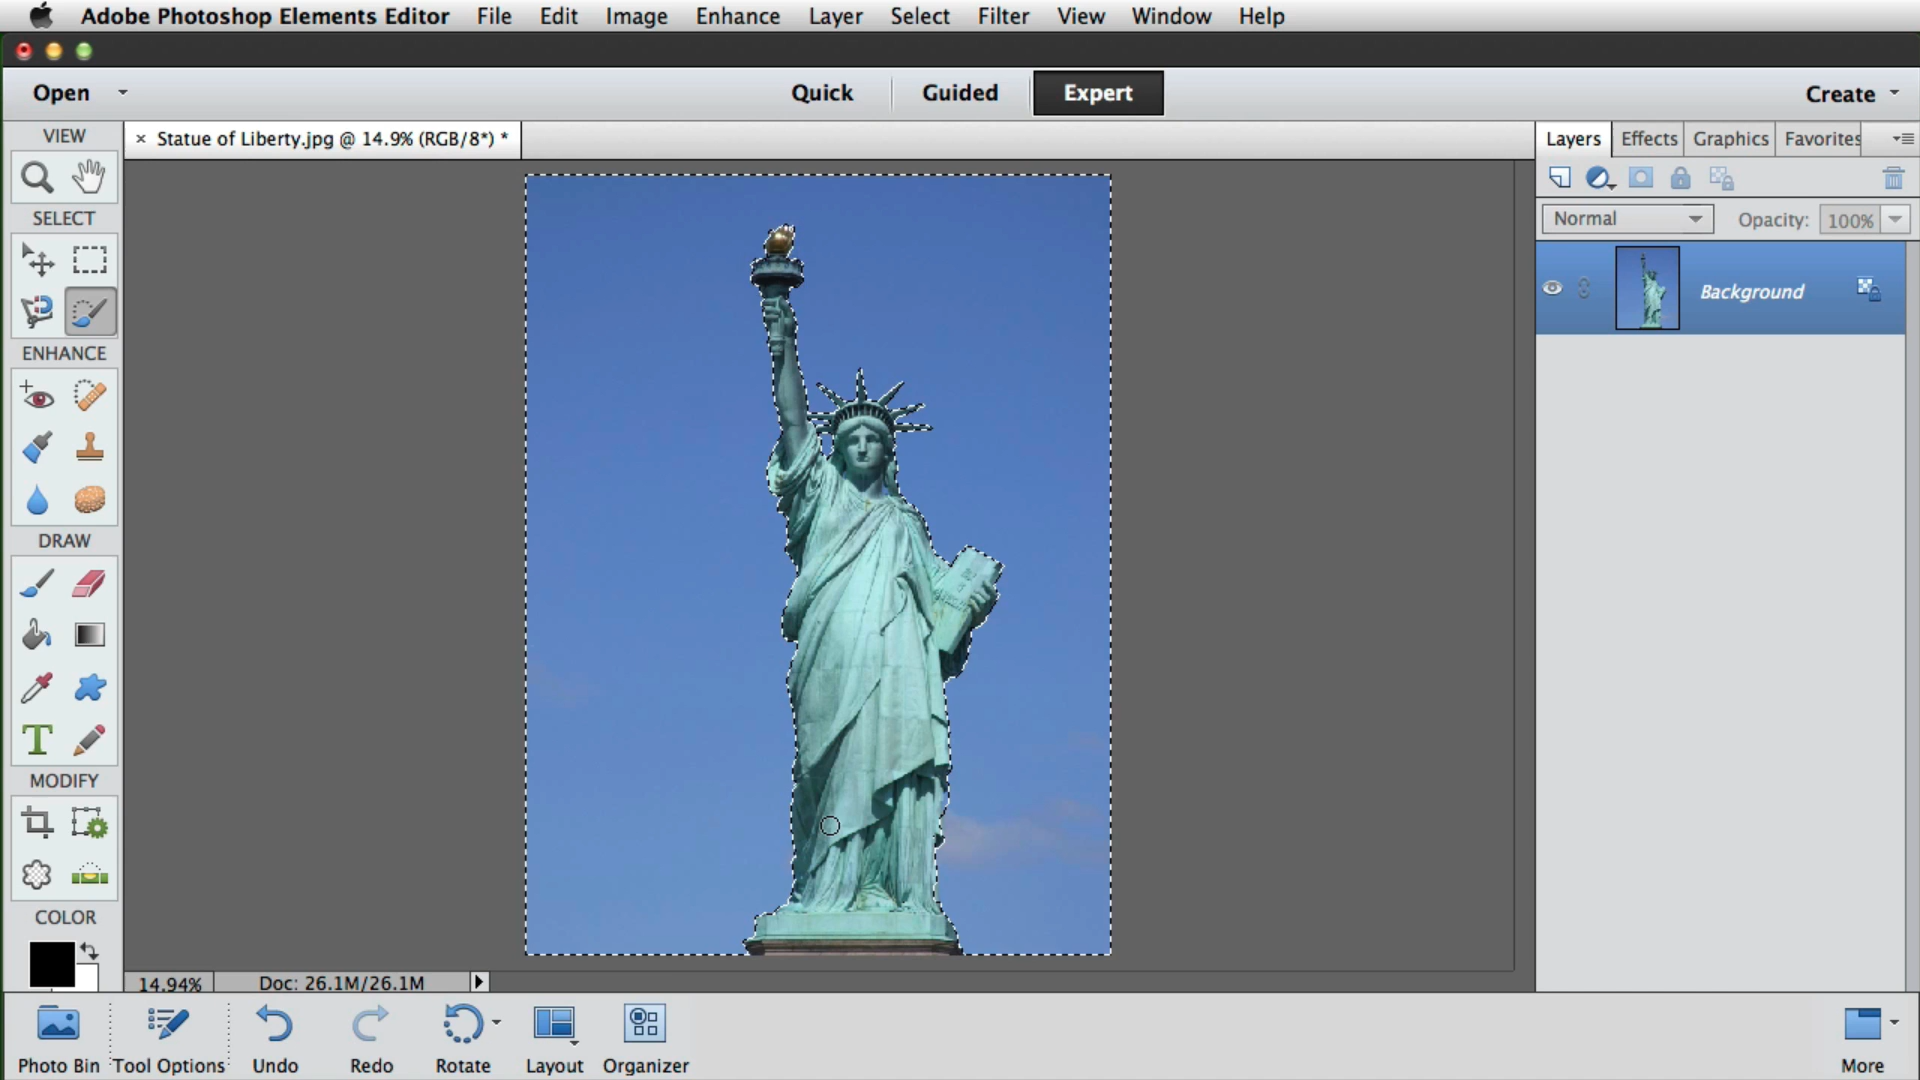 Adobe Photoshop Elements Editor File Edit Image Enhance Layer Select Filter View Window Help
Open Quick Guided Expert Create
VIEW
× Statue of Liberty.jpg @ 14.9% (RGB/8*) *
Layers Effects Graphics Favorites
SELECT
Normal Opacity: 100%
Background
ENHANCE
DRAW
T
MODIFY
COLOR
14.94% Doc: 26.1M/26.1M
Photo Bin Tool Options Undo Redo Rotate Layout Organizer More